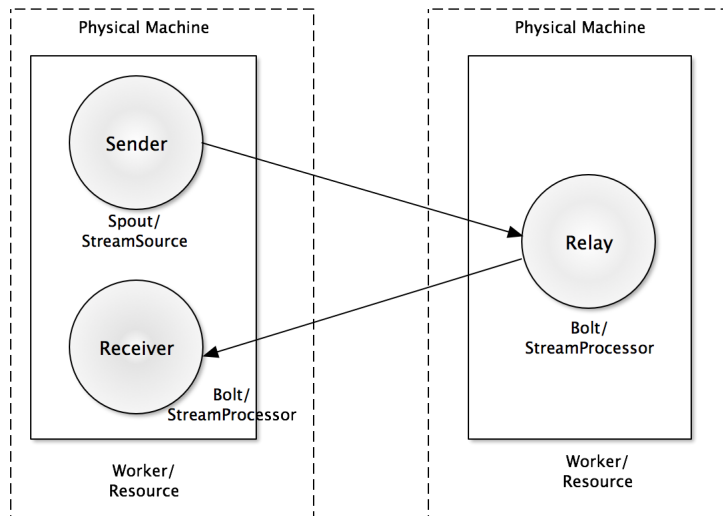 Physical Machine
Sender
Spout/
StreamSource
Receiver
Bolt/
StreamProcessor
Worker/
Resource
Physical Machine
Relay
Bolt/
StreamProcessor
Worker/
Resource